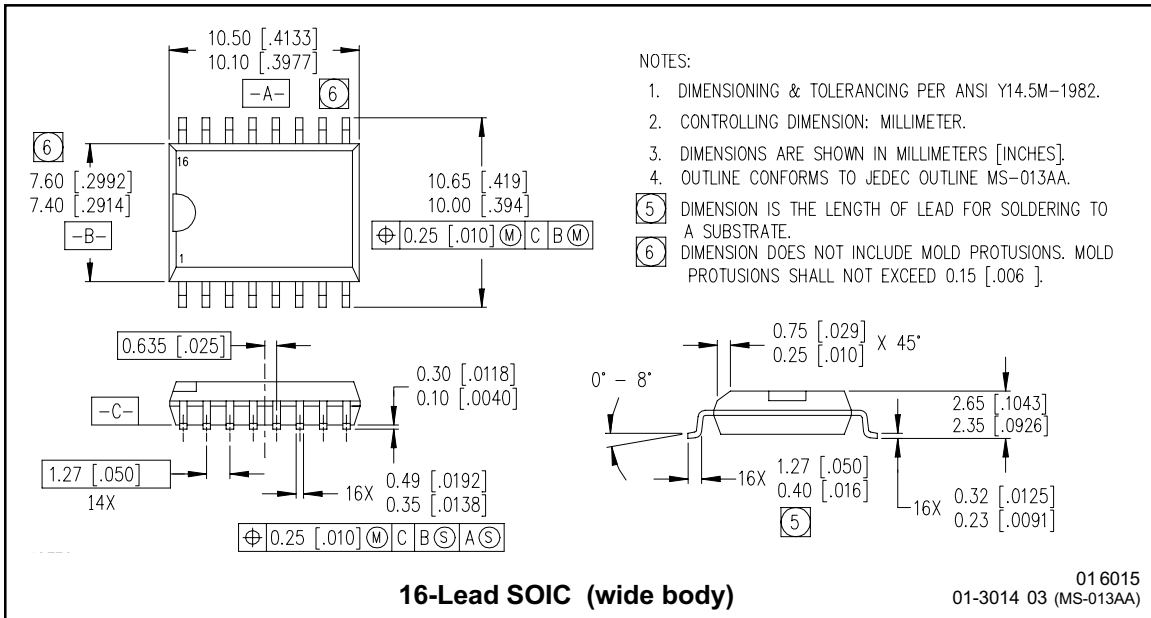 10.50 [.4133]
10.10 [.3977]
-A-
6
6
7.60 [.2992]
7.40 [.2914]
-B-
16
1
10.65 [.419]
10.00 [.394]
⌖ 0.25 [.010] Ⓜ C B Ⓜ
NOTES:
1. DIMENSIONING & TOLERANCING PER ANSI Y14.5M-1982.
2. CONTROLLING DIMENSION: MILLIMETER.
3. DIMENSIONS ARE SHOWN IN MILLIMETERS [INCHES].
4. OUTLINE CONFORMS TO JEDEC OUTLINE MS-013AA.
5 DIMENSION IS THE LENGTH OF LEAD FOR SOLDERING TO
A SUBSTRATE.
6 DIMENSION DOES NOT INCLUDE MOLD PROTUSIONS. MOLD
PROTUSIONS SHALL NOT EXCEED 0.15 [.006 ].
0.635 [.025]
-C-
0.30 [.0118]
0.10 [.0040]
1.27 [.050]
14X
16X 0.49 [.0192]
0.35 [.0138]
⌖ 0.25 [.010] Ⓜ C B Ⓢ A Ⓢ
0.75 [.029]
0.25 [.010] X 45°
0° - 8°
2.65 [.1043]
2.35 [.0926]
16X 1.27 [.050]
0.40 [.016]
5
16X 0.32 [.0125]
0.23 [.0091]
16-Lead SOIC (wide body)
01 6015
01-3014 03 (MS-013AA)